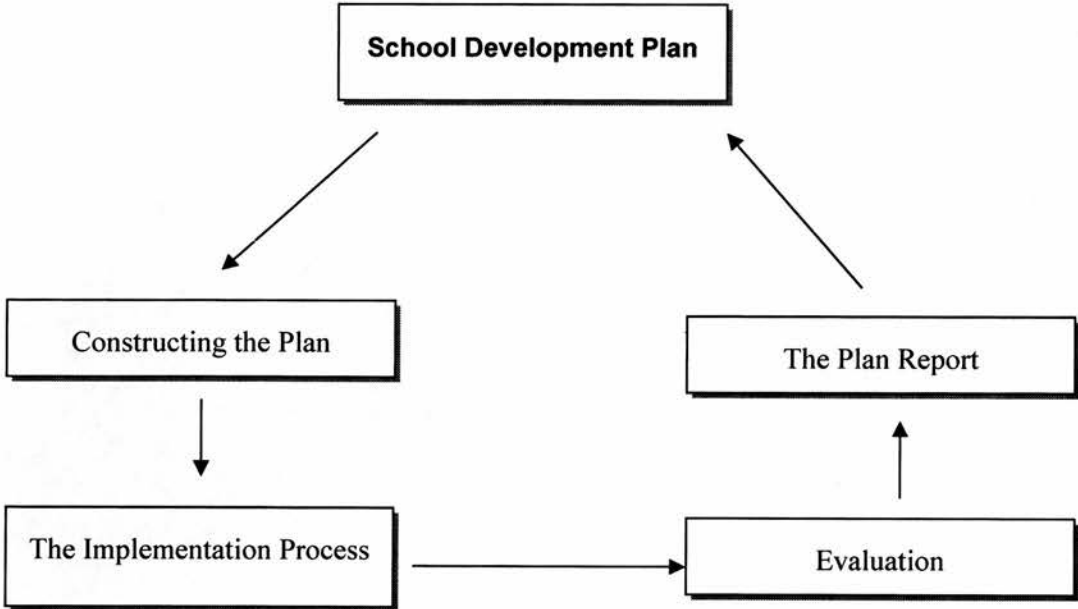 School Development Plan
Constructing the Plan
The Plan Report
The Implementation Process
Evaluation